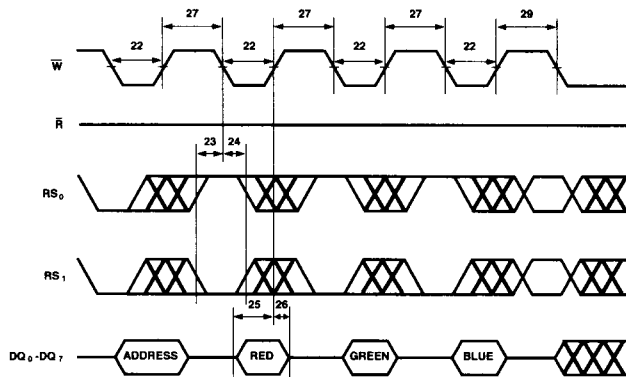 27 27 27 29
22 22 22 22
W
R
23 24
RS0
RS1
25 26
DQ0-DQ7 ADDRESS RED GREEN BLUE